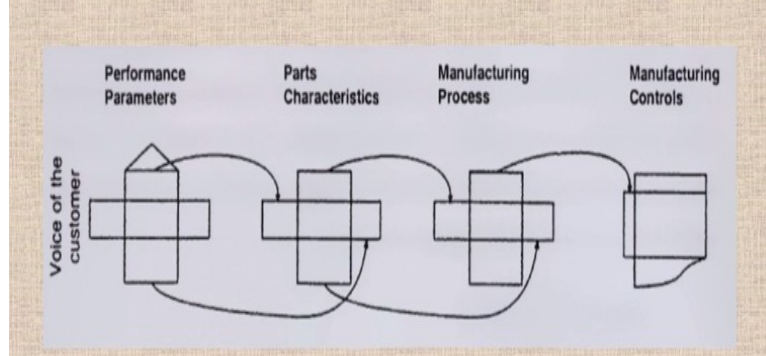 Performance
Parameters
Parts
Characteristics
Manufacturing
Process
Manufacturing
Controls
Voice of the
customer